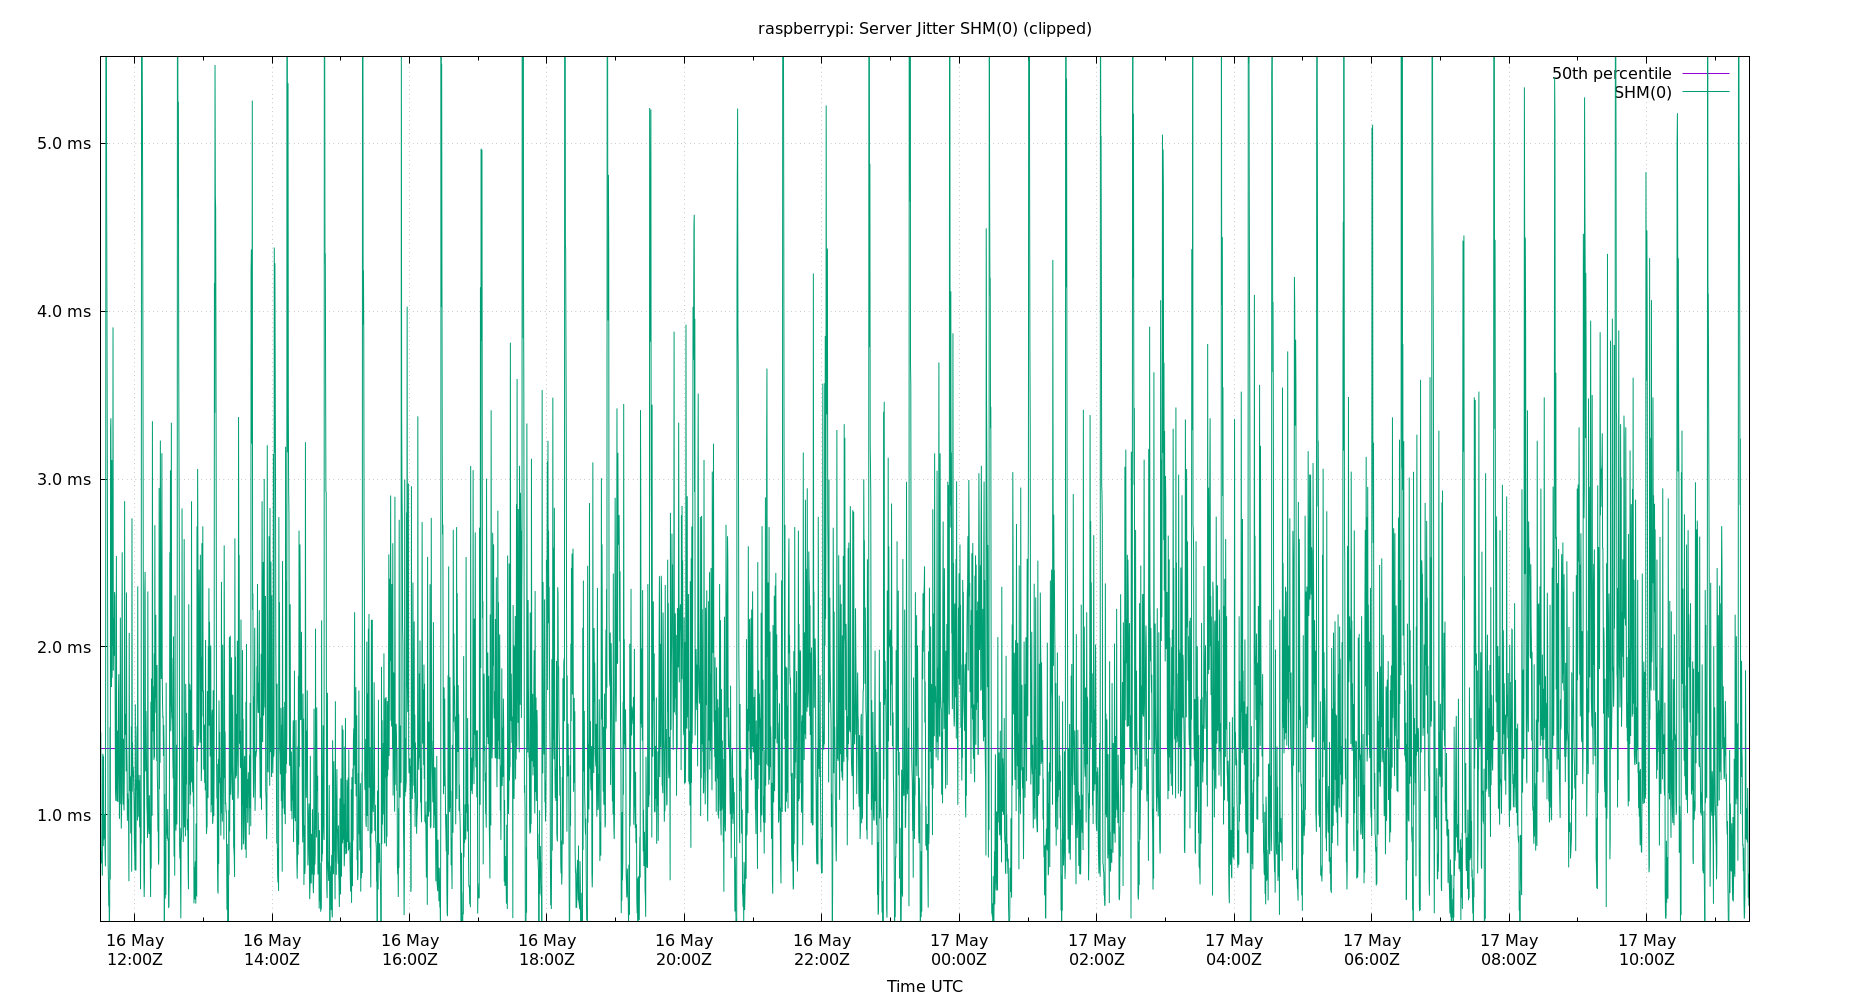 raspberrypi: Server Jitter SHM(0) (clipped)
50th percentile
SHM(0)
5.0 ms
4.0 ms
3.0 ms
2.0 ms
1.0 ms
16 May 16 May 16 May 16 May 16 May 16 May 17 May 17 May 17 May 17 May 17 May 17 May
12:00Z 14:00Z 16:00Z 18:00Z 20:00Z 22:00Z 00:00Z 02:00Z 04:00Z 06:00Z 08:00Z 10:00Z
Time UTC